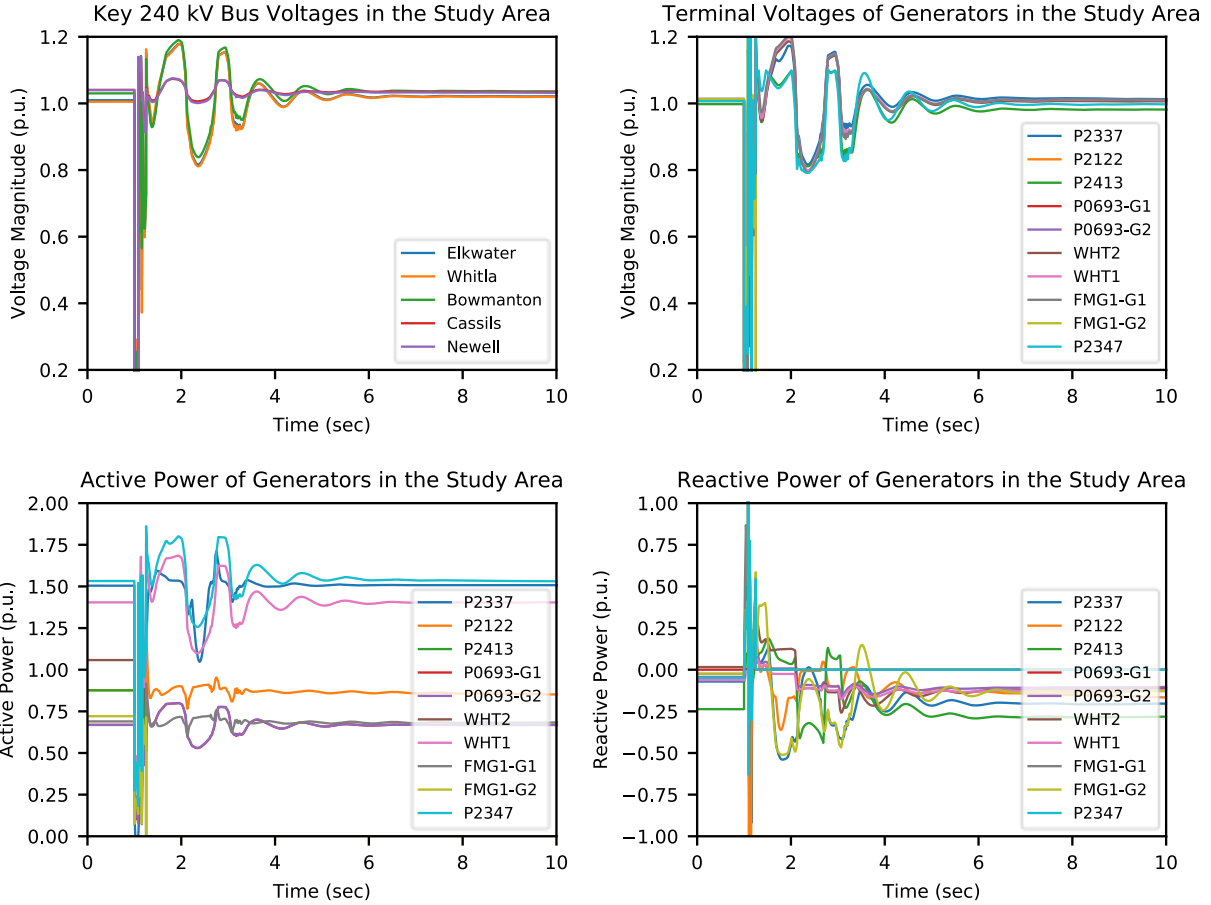 Key 240 kV Bus Voltages in the Study Area
Voltage Magnitude (p.u.)
1.2
1.0
0.8
0.6
0.4
0.2
Elkwater
Whitla
Bowmanton
Cassils
Newell
0 2 4 6 8 10
Time (sec)
Terminal Voltages of Generators in the Study Area
Voltage Magnitude (p.u.)
1.2
1.0
0.8
0.6
0.4
0.2
P2337
P2122
P2413
P0693-G1
P0693-G2
WHT2
WHT1
FMG1-G1
FMG1-G2
P2347
0 2 4 6 8 10
Time (sec)
Active Power of Generators in the Study Area
Active Power (p.u.)
2.00
1.75
1.50
1.25
1.00
0.75
0.50
0.25
0.00
P2337
P2122
P2413
P0693-G1
P0693-G2
WHT2
WHT1
FMG1-G1
FMG1-G2
P2347
0 2 4 6 8 10
Time (sec)
Reactive Power of Generators in the Study Area
Reactive Power (p.u.)
1.00
0.75
0.50
0.25
0.00
−0.25
−0.50
−0.75
−1.00
P2337
P2122
P2413
P0693-G1
P0693-G2
WHT2
WHT1
FMG1-G1
FMG1-G2
P2347
0 2 4 6 8 10
Time (sec)